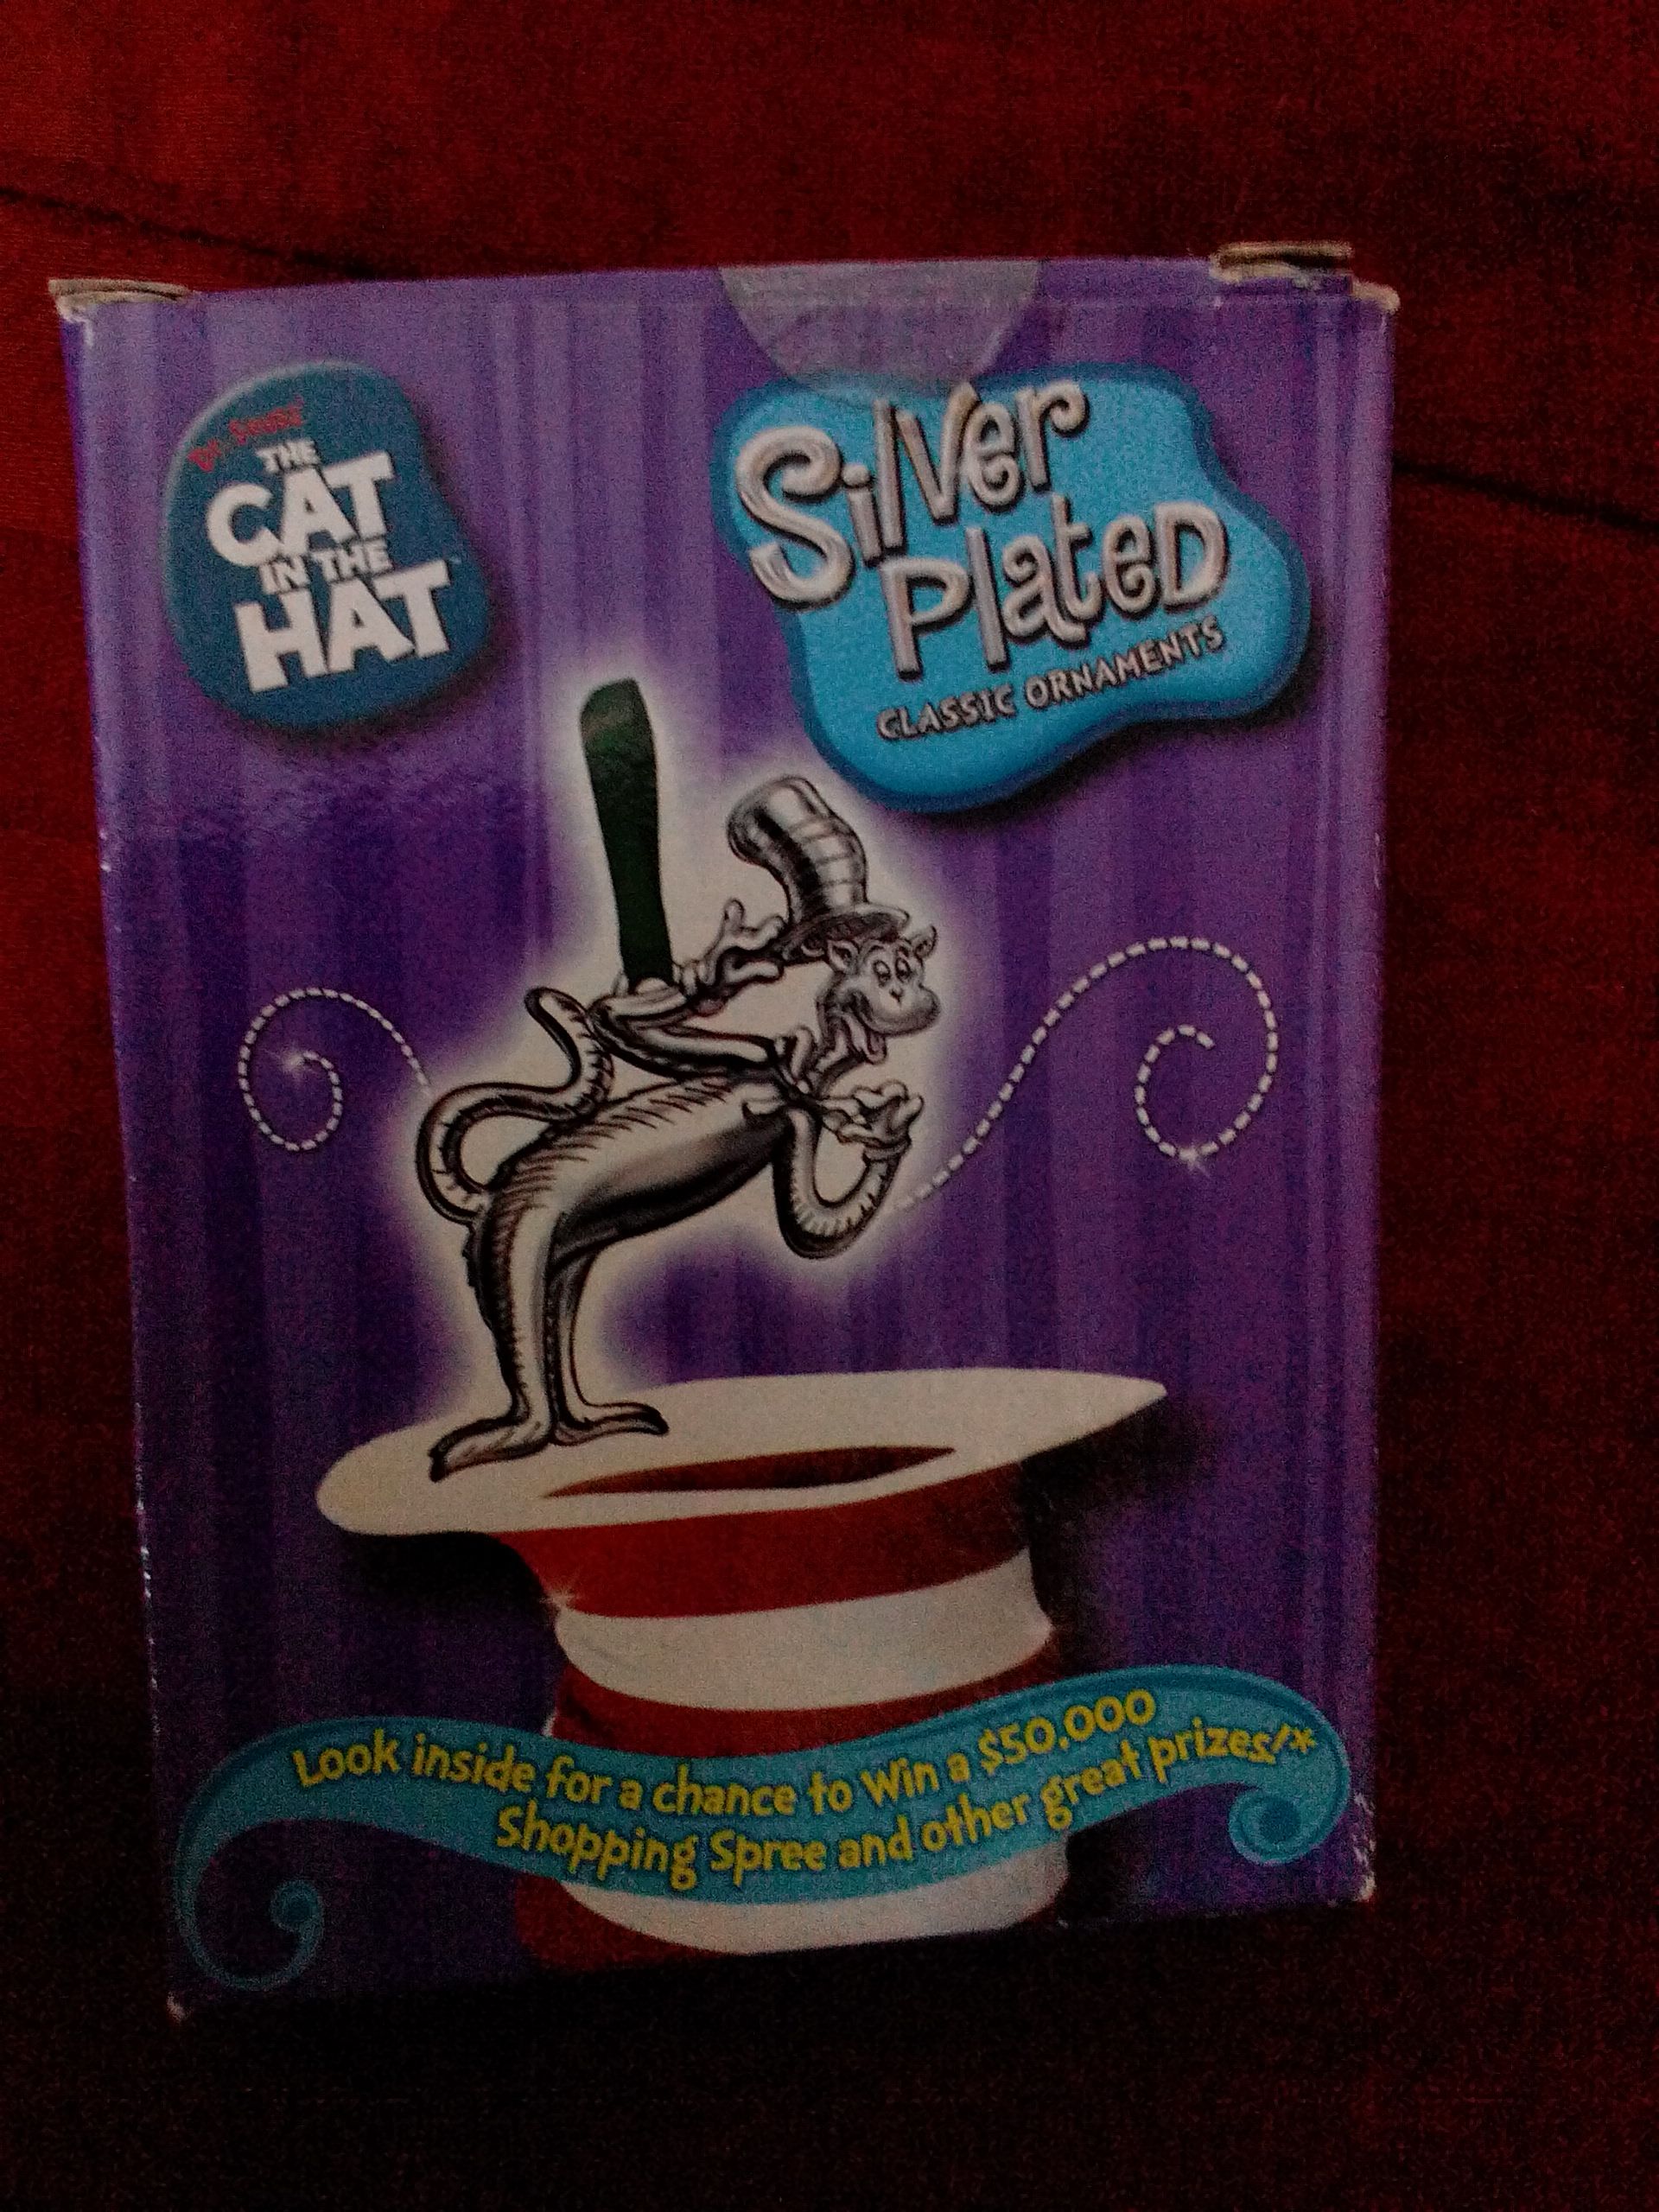 Dr. Seuss'
THE
CAT
IN THE
HAT™
Silver
Plated
CLASSIC ORNAMENTS
Look inside for a chance to Win a $50,000
Shopping Spree and other great prizes!*